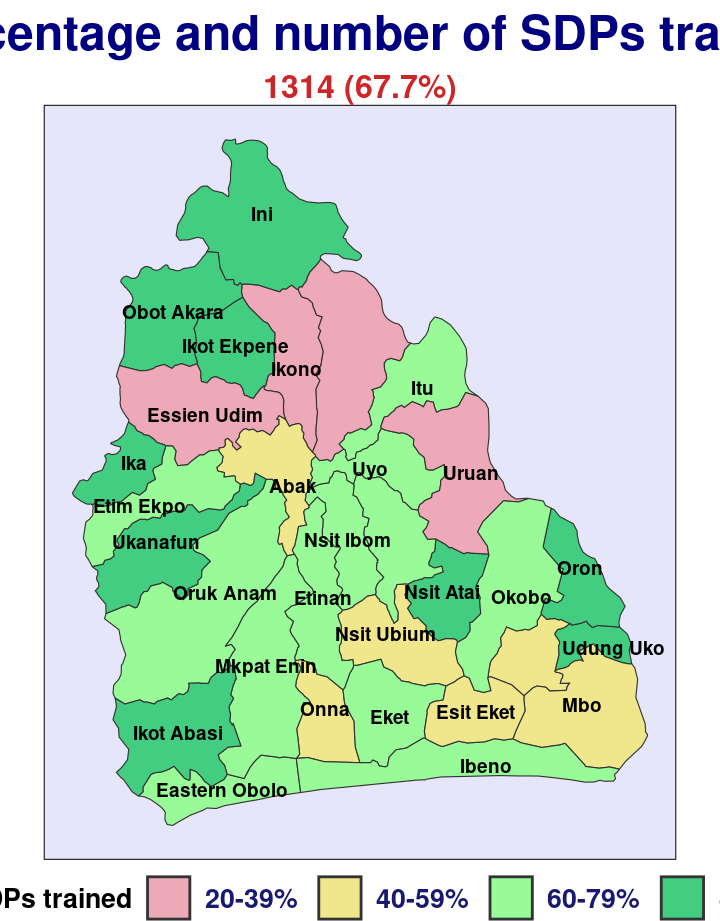 centage and number of SDPs tra
1314 (67.7%)
Ini
Obot Akara
Ikot Ekpene
Ikono
Itu
Essien Udim
Ika
Uyo
Uruan
Abak
Etim Ekpo
Ukanafun
Nsit Ibom
Oron
Oruk Anam
Etinan
Nsit Atai
Okobo
Nsit Ubium
Udung Uko
Mkpat Enin
Onna
Eket
Esit Eket
Mbo
Ikot Abasi
Ibeno
Eastern Obolo
DPs trained 20-39% 40-59% 60-79%